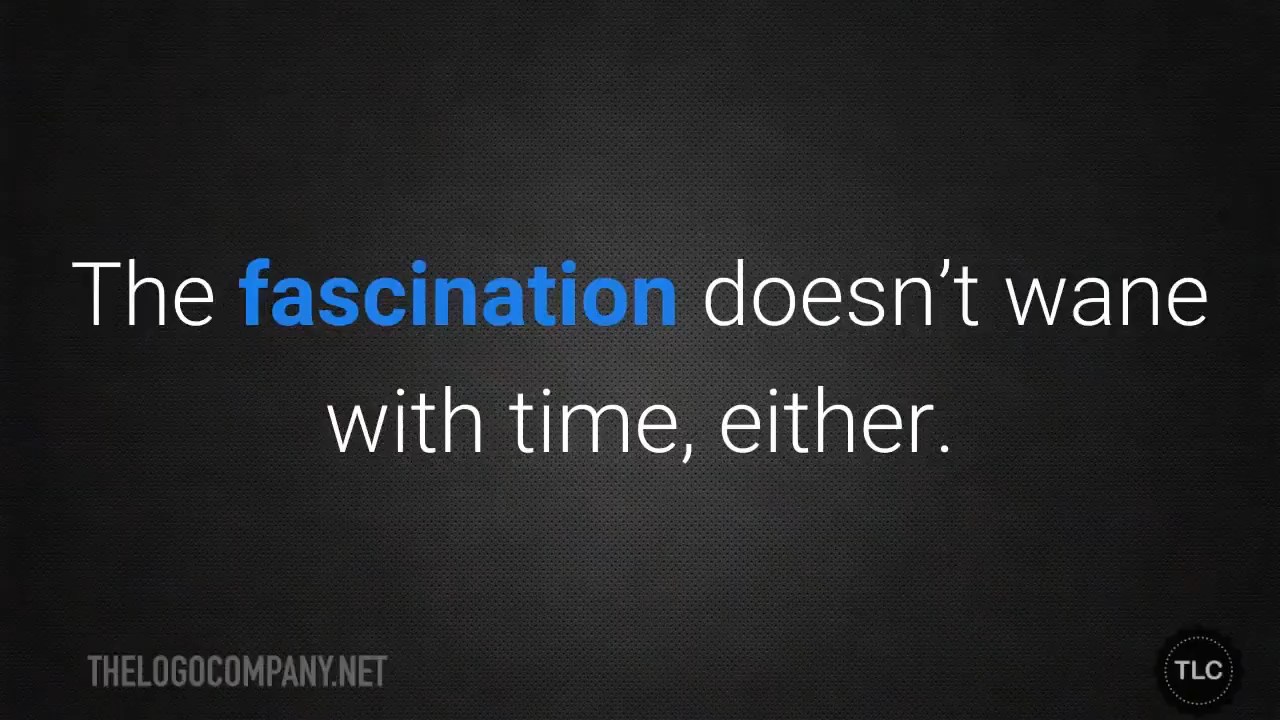 The fascination doesn’t wane
with time, either.
THELOGOCOMPANY.NET
TLC